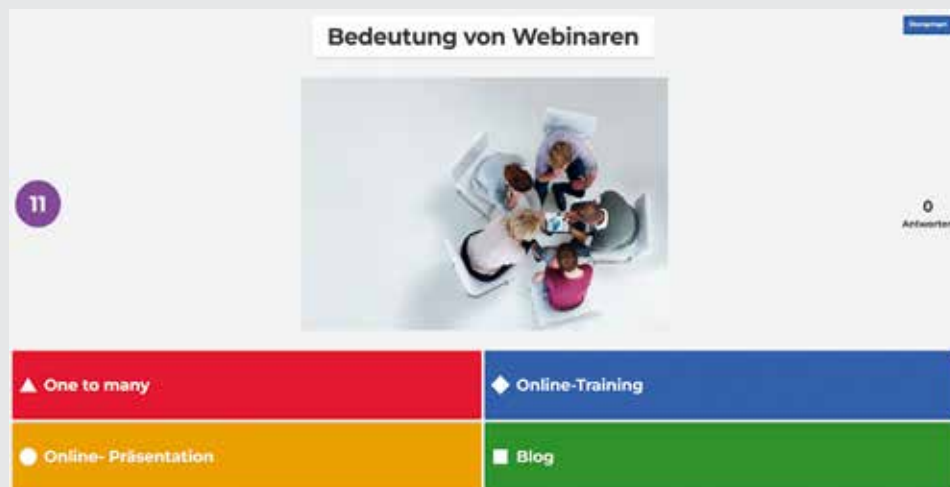 Bedeutung von Webinaren
11
0
Antworten
One to many
Online-Training
Online- Präsentation
Blog